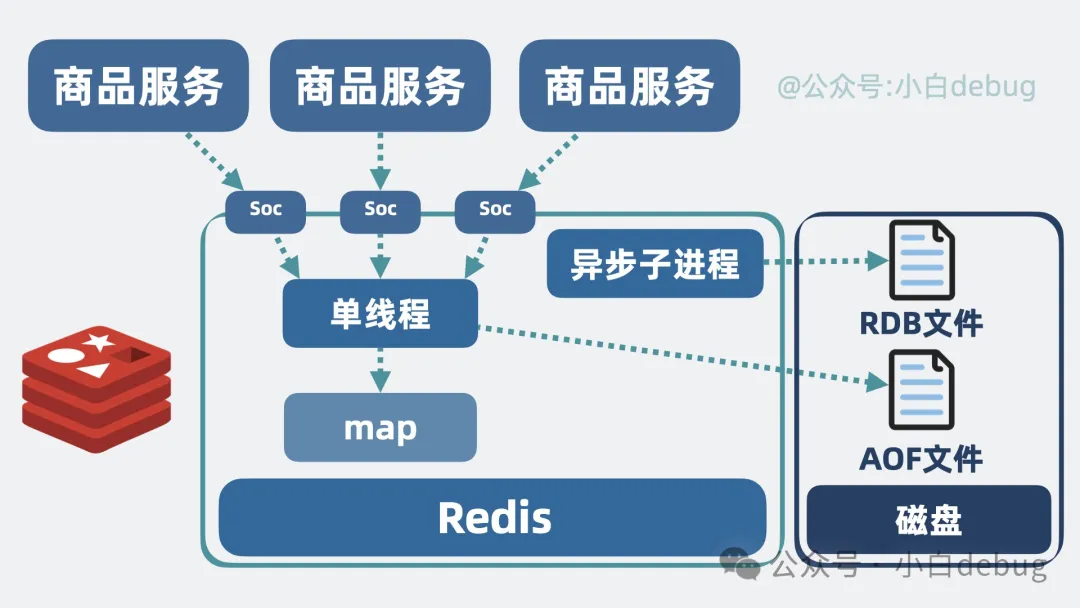 商品服务
商品服务
商品服务
@公众号:小白debug
Soc
Soc
Soc
异步子进程
单线程
RDB文件
map
AOF文件
Redis
磁盘
公众号·小白debug